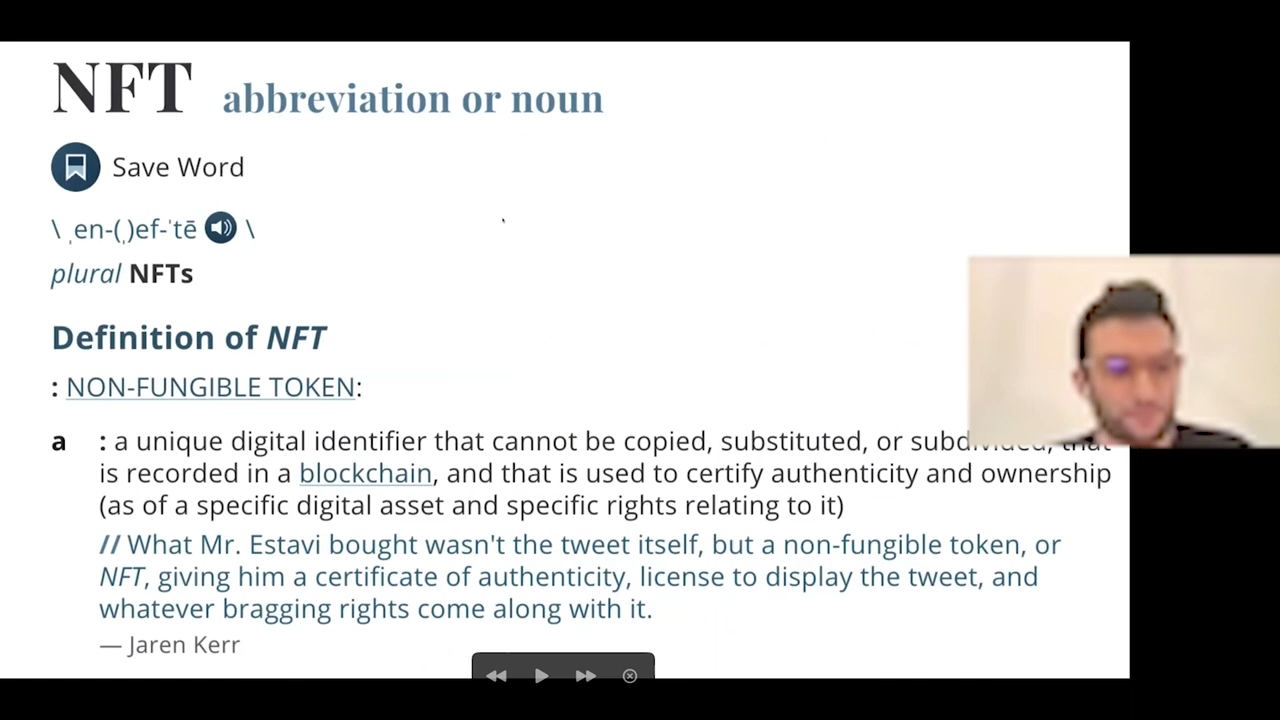 NFT abbreviation or noun
Save Word
\ ˌen-(ˌ)ef-ˈtē \
plural NFTs
Definition of NFT
: NON-FUNGIBLE TOKEN:
a : a unique digital identifier that cannot be copied, substituted, or subdivided, that
is recorded in a blockchain, and that is used to certify authenticity and ownership
(as of a specific digital asset and specific rights relating to it)
// What Mr. Estavi bought wasn't the tweet itself, but a non-fungible token, or
NFT, giving him a certificate of authenticity, license to display the tweet, and
whatever bragging rights come along with it.
— Jaren Kerr